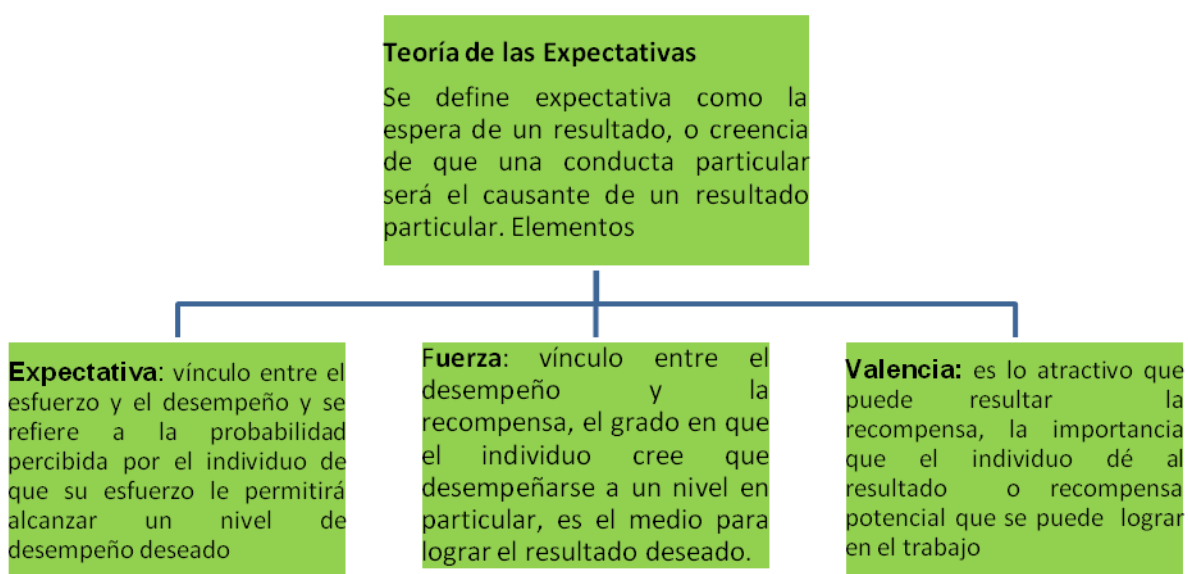 Teoría de las Expectativas
Se define expectativa como la
espera de un resultado, o creencia
de que una conducta particular
será el causante de un resultado
particular. Elementos
Expectativa: vínculo entre el
esfuerzo y el desempeño y se
refiere a la probabilidad
percibida por el individuo de
que su esfuerzo le permitirá
alcanzar un nivel de
desempeño deseado
Fuerza: vínculo entre el
desempeño y la
recompensa, el grado en que
el individuo cree que
desempeñarse a un nivel en
particular, es el medio para
lograr el resultado deseado.
Valencia: es lo atractivo que
puede resultar la
recompensa, la importancia
que el individuo dé al
resultado o recompensa
potencial que se puede lograr
en el trabajo